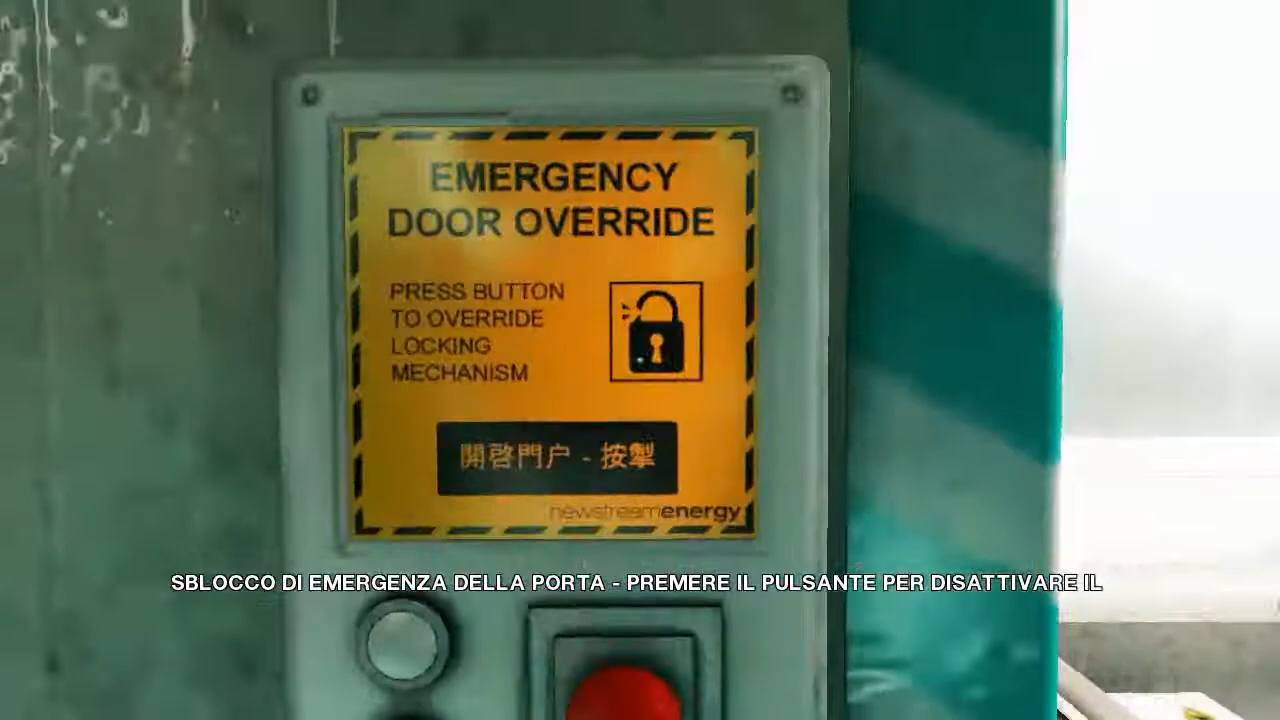 EMERGENCY
DOOR OVERRIDE
PRESS BUTTON
TO OVERRIDE
LOCKING
MECHANISM
開啓門户 - 按掣
newstreamenergy
SBLOCCO DI EMERGENZA DELLA PORTA - PREMERE IL PULSANTE PER DISATTIVARE IL